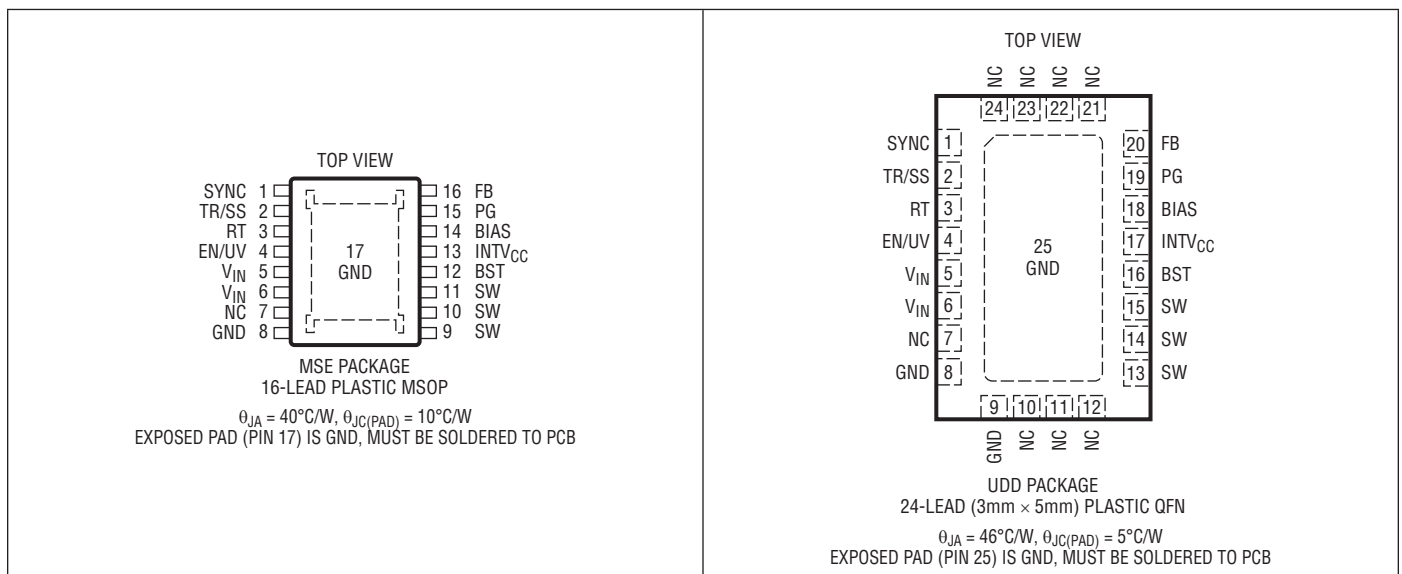 TOP VIEW
SYNC 1
TR/SS 2
RT 3
EN/UV 4
VIN 5
VIN 6
NC 7
GND 8
17
GND
16 FB
15 PG
14 BIAS
13 INTVCC
12 BST
11 SW
10 SW
9 SW
MSE PACKAGE
16-LEAD PLASTIC MSOP
θJA = 40°C/W, θJC(PAD) = 10°C/W
EXPOSED PAD (PIN 17) IS GND, MUST BE SOLDERED TO PCB
TOP VIEW
NC NC NC NC
24 23 22 21
SYNC 1
TR/SS 2
RT 3
EN/UV 4
VIN 5
VIN 6
NC 7
GND 8
25
GND
20 FB
19 PG
18 BIAS
17 INTVCC
16 BST
15 SW
14 SW
13 SW
9 10 11 12
GND NC NC NC
UDD PACKAGE
24-LEAD (3mm × 5mm) PLASTIC QFN
θJA = 46°C/W, θJC(PAD) = 5°C/W
EXPOSED PAD (PIN 25) IS GND, MUST BE SOLDERED TO PCB